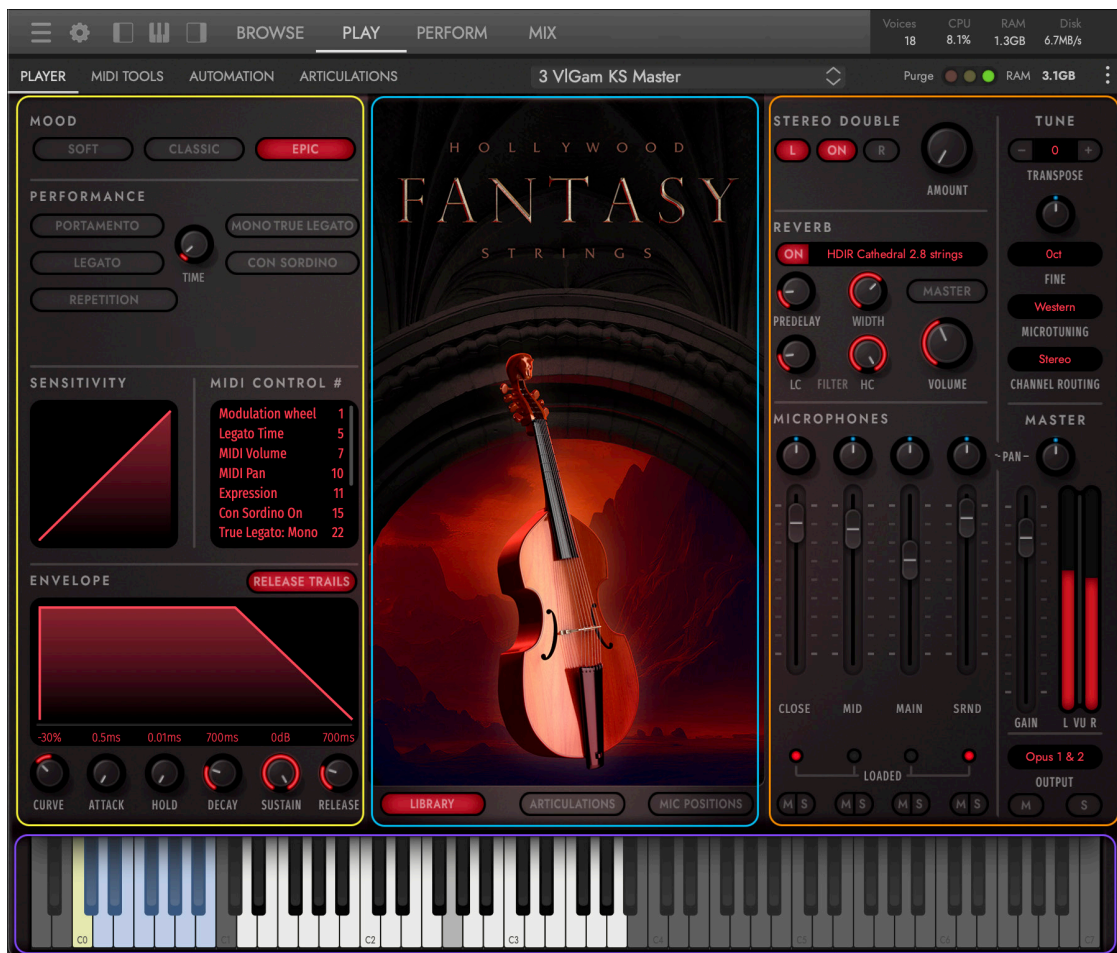 BROWSE PLAY PERFORM MIX
Voices CPU RAM Disk
18 8.1% 1.3GB 6.7MB/s
PLAYER MIDI TOOLS AUTOMATION ARTICULATIONS
3 VlGam KS Master
Purge RAM 3.1GB
MOOD
SOFT CLASSIC EPIC
PERFORMANCE
PORTAMENTO MONO TRUE LEGATO
LEGATO CON SORDINO
TIME
REPETITION
SENSITIVITY
MIDI CONTROL #
Modulation wheel 1
Legato Time 5
MIDI Volume 7
MIDI Pan 10
Expression 11
Con Sordino On 15
True Legato: Mono 22
ENVELOPE RELEASE TRAILS
-30% 0.5ms 0.01ms 700ms 0dB 700ms
CURVE ATTACK HOLD DECAY SUSTAIN RELEASE
HOLLYWOOD
FANTASY
STRINGS
LIBRARY ARTICULATIONS MIC POSITIONS
STEREO DOUBLE
L ON R
AMOUNT
REVERB
ON HDIR Cathedral 2.8 strings
MASTER
PREDELAY WIDTH
LC FILTER HC VOLUME
MICROPHONES
CLOSE MID MAIN SRND
LOADED
M S M S M S M S
TUNE
- 0 +
TRANSPOSE
0ct
FINE
Western
MICROTUNING
Stereo
CHANNEL ROUTING
MASTER
~PAN-
GAIN L VU R
Opus 1 & 2
OUTPUT
M S
C0 C1 C2 C3 C4 C5 C6 C7